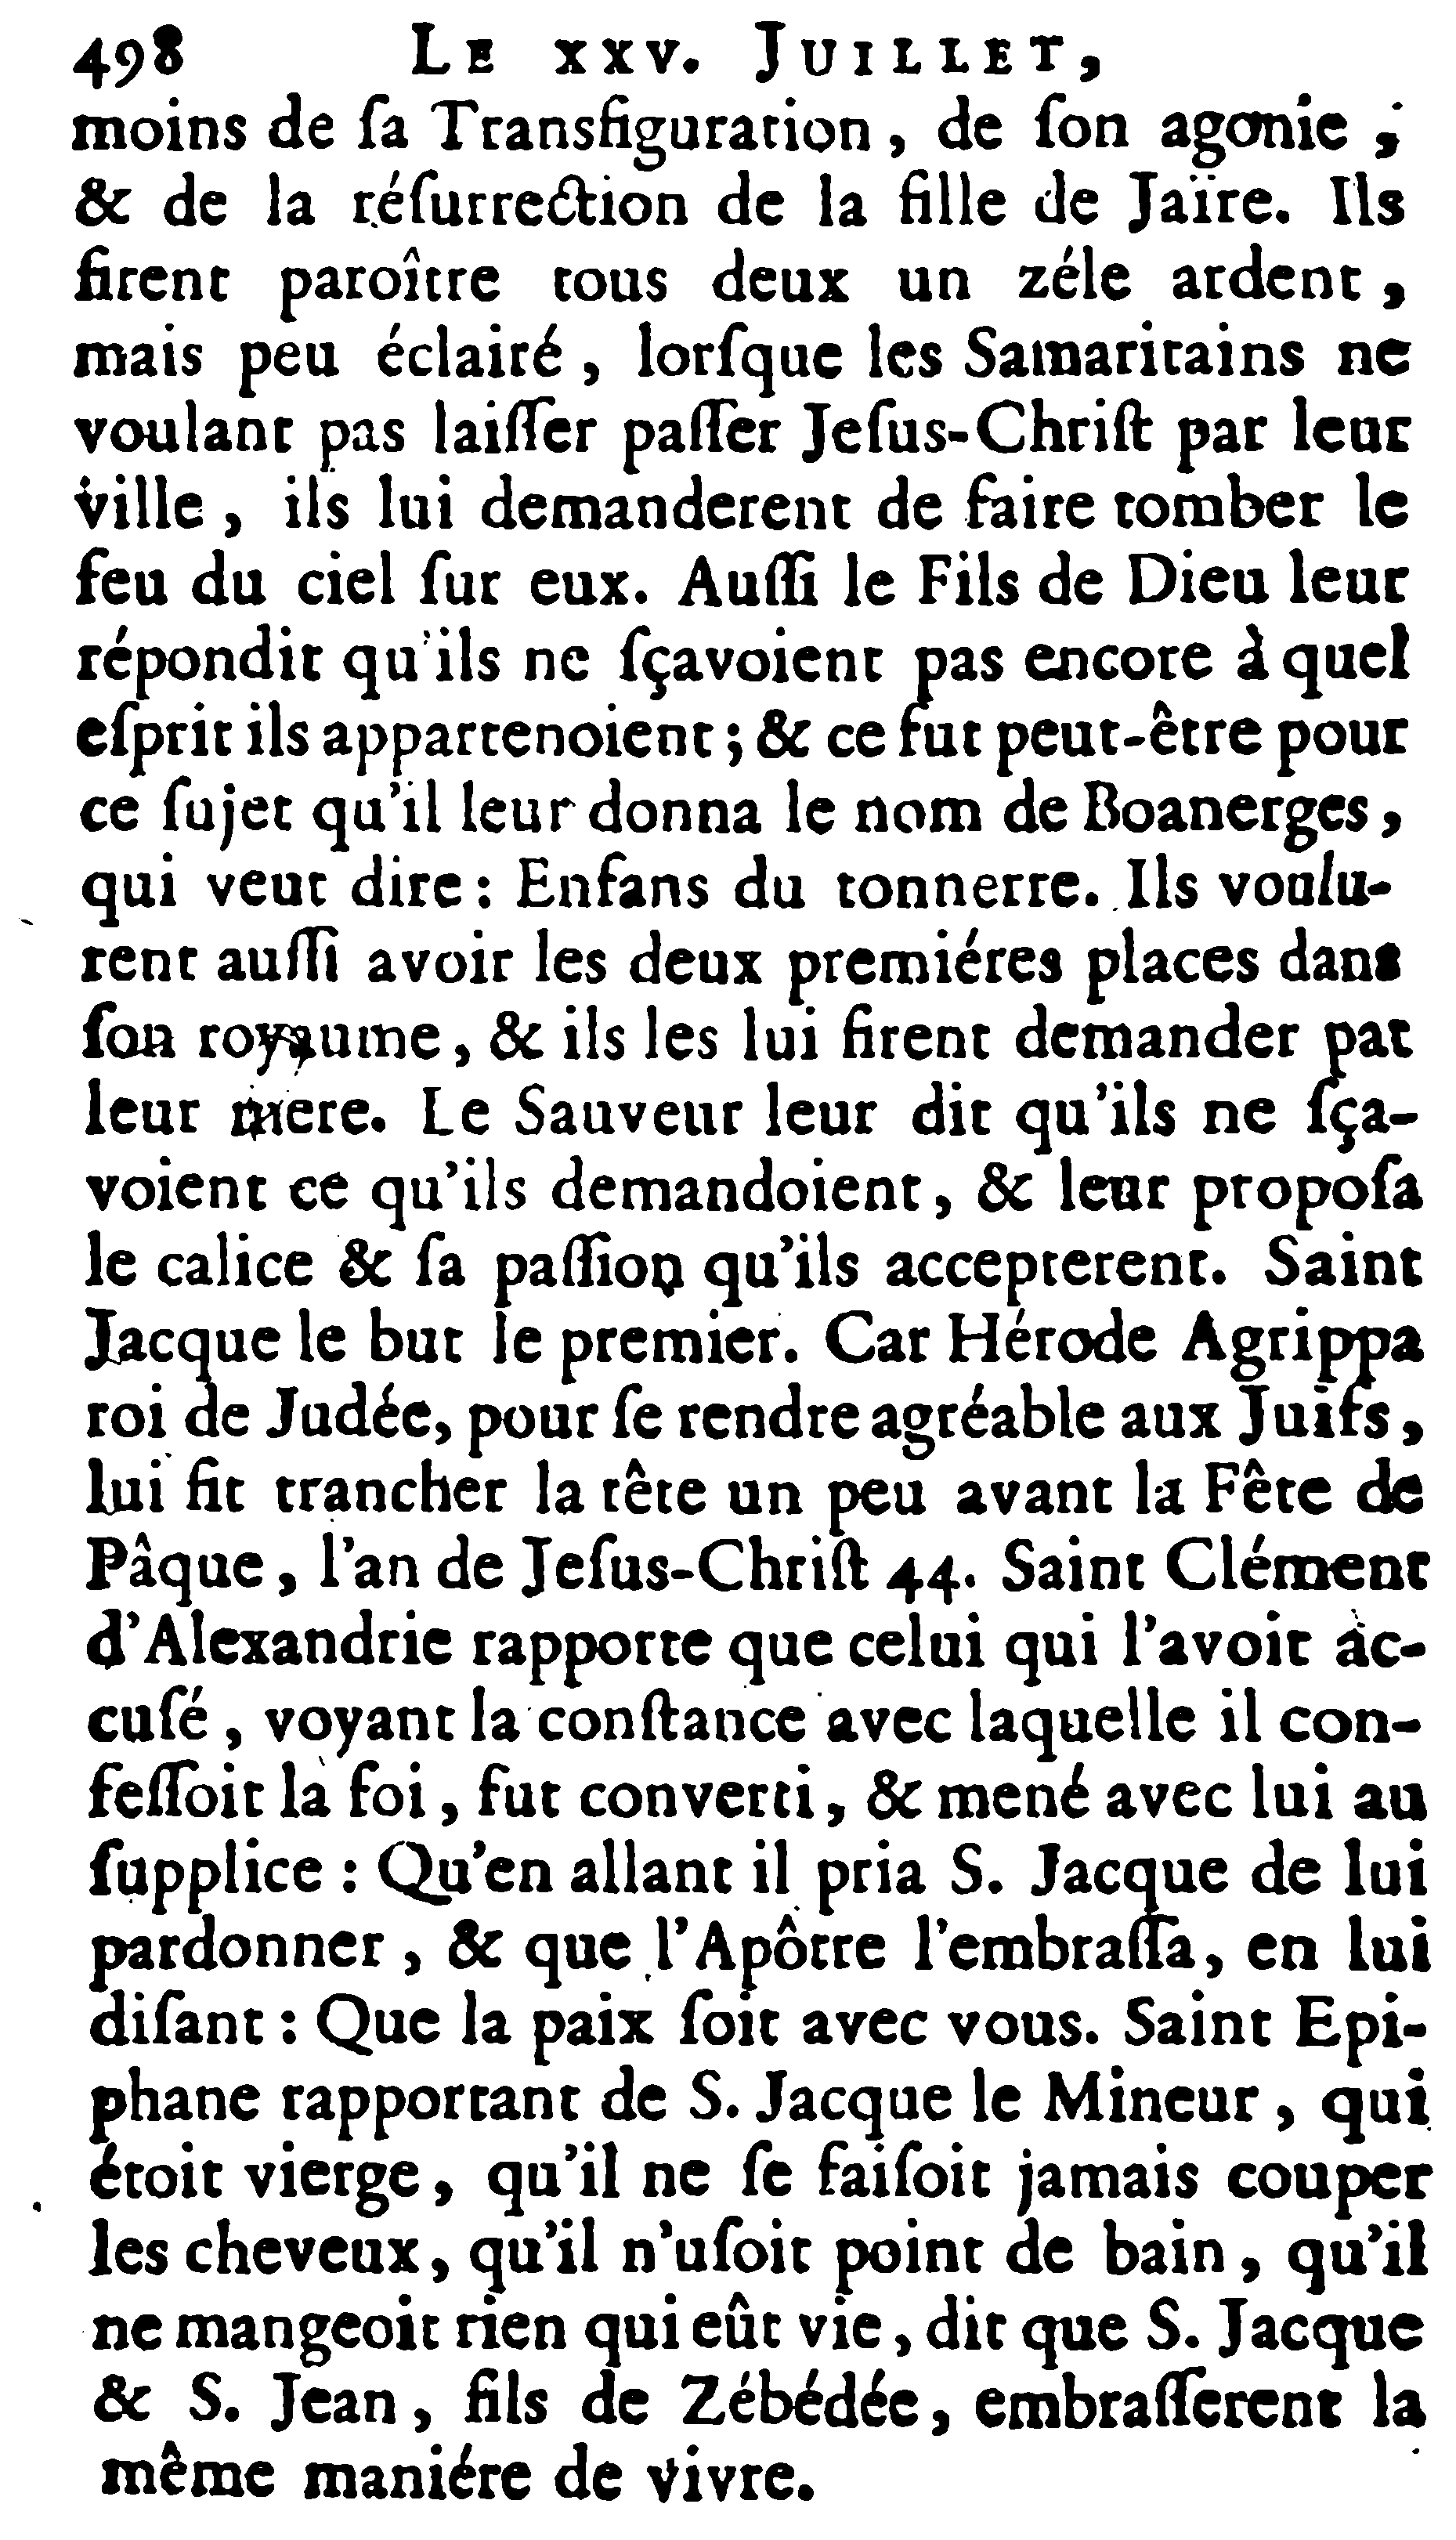 498 LE XXV. JUILLET,
moins de ſa Transfiguration, de ſon agonie,
& de la réſurrection de la fille de Jaïre. Ils
firent paroître tous deux un zéle ardent,
mais peu éclairé, lorſque les Samaritains ne
voulant pas laiſſer paſſer Jeſus-Chriſt par leur
ville, ils lui demanderent de faire tomber le
feu du ciel ſur eux. Auſſi le Fils de Dieu leur
répondit qu'ils ne ſçavoient pas encore à quel
eſprit ils appartenoient; & ce fut peut-être pour
ce ſujet qu'il leur donna le nom de Boanerges,
qui veut dire: Enfans du tonnerre. Ils voulu-
rent auſſi avoir les deux premiéres places dans
ſon royaume, & ils les lui firent demander par
leur mere. Le Sauveur leur dit qu'ils ne ſça-
voient ce qu'ils demandoient, & leur propoſa
le calice & ſa paſſion qu'ils accepterent. Saint
Jacque le but le premier. Car Hérode Agrippa
roi de Judée, pour ſe rendre agréable aux Juifs,
lui fit trancher la tête un peu avant la Fête de
Pâque, l'an de Jeſus-Chriſt 44. Saint Clément
d'Alexandrie rapporte que celui qui l'avoit ac-
cuſé, voyant la conſtance avec laquelle il con-
feſſoit la foi, fut converti, & mené avec lui au
ſupplice: Qu'en allant il pria S. Jacque de lui
pardonner, & que l'Apôtre l'embraſſa, en lui
diſant: Que la paix ſoit avec vous. Saint Epi-
phane rapportant de S. Jacque le Mineur, qui
étoit vierge, qu'il ne ſe faiſoit jamais couper
les cheveux, qu'il n'uſoit point de bain, qu'il
ne mangeoit rien qui eût vie, dit que S. Jacque
& S. Jean, fils de Zébédée, embraſſerent la
même maniére de vivre.